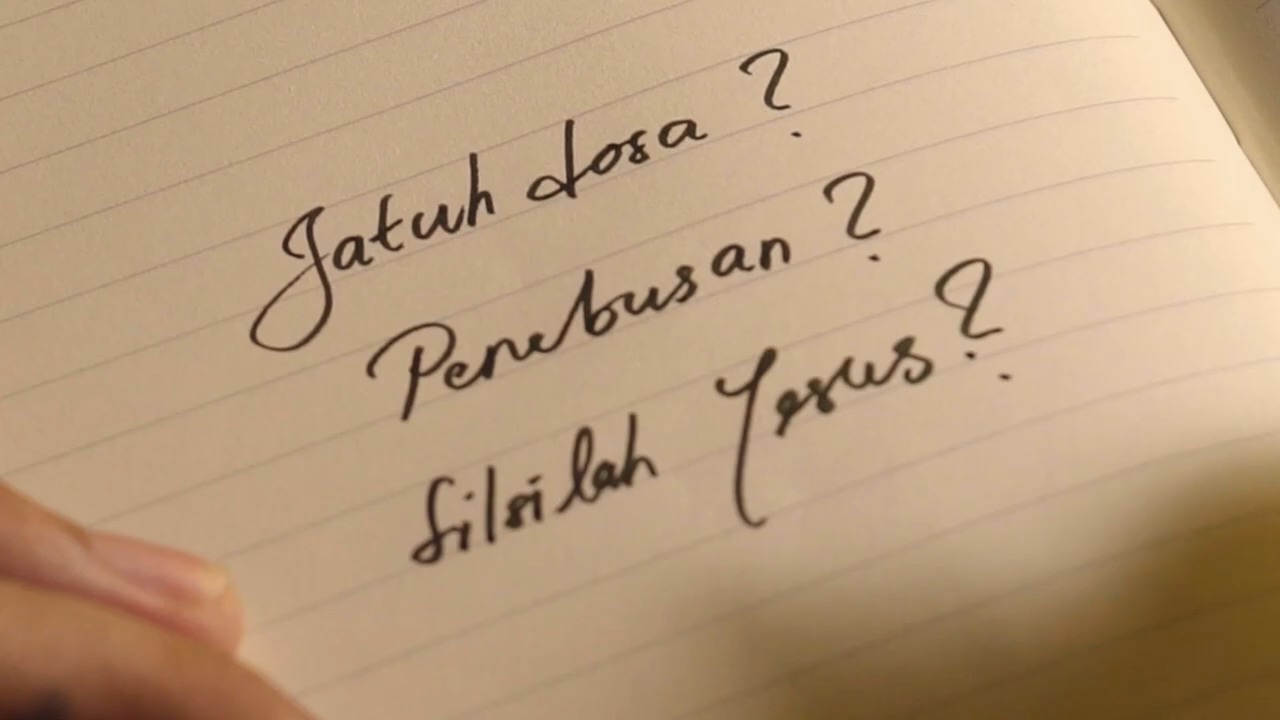 Jatuh dosa ?
Penebusan ?
Silsilah Yesus ?